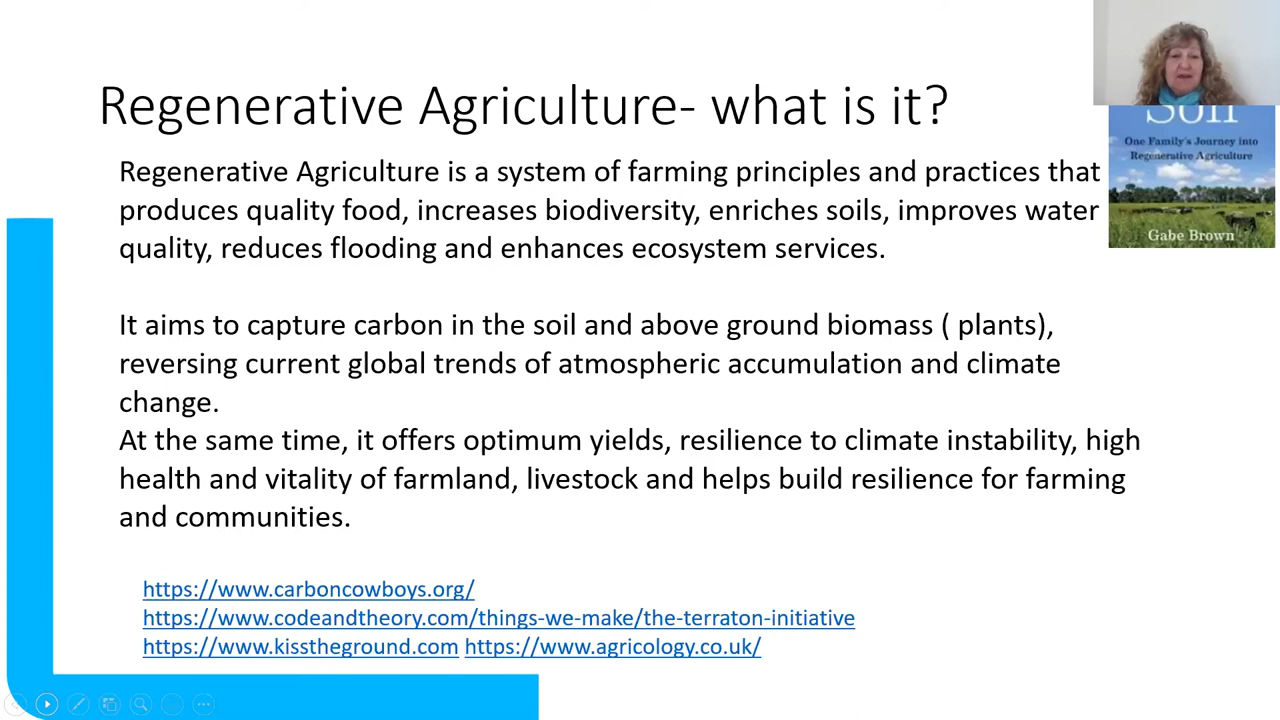 Regenerative Agriculture- what is it?
Regenerative Agriculture is a system of farming principles and practices that
produces quality food, increases biodiversity, enriches soils, improves water
quality, reduces flooding and enhances ecosystem services.
It aims to capture carbon in the soil and above ground biomass ( plants),
reversing current global trends of atmospheric accumulation and climate
change.
At the same time, it offers optimum yields, resilience to climate instability, high
health and vitality of farmland, livestock and helps build resilience for farming
and communities.
https://www.carboncowboys.org/
https://www.codeandtheory.com/things-we-make/the-terraton-initiative
https://www.kisstheground.com https://www.agricology.co.uk/
Soil
One Family's Journey into
Regenerative Agriculture
Gabe Brown